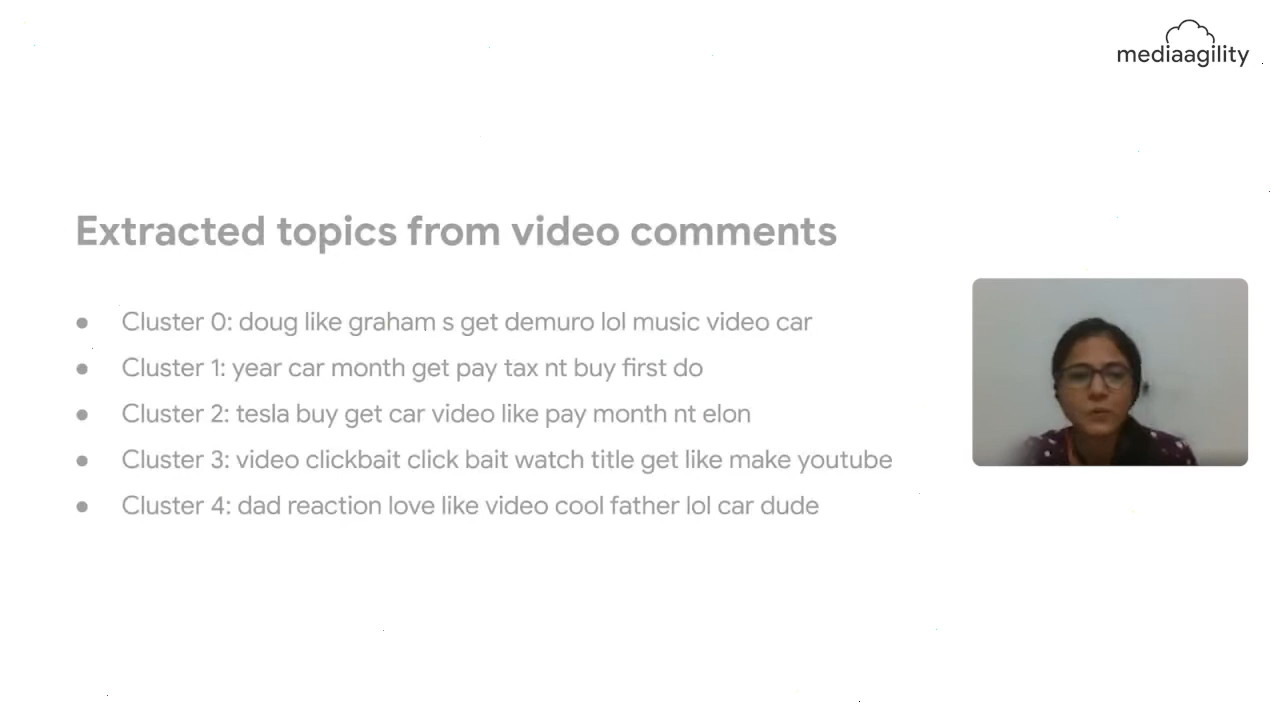 mediaagility
Extracted topics from video comments
● Cluster 0: doug like graham s get demuro lol music video car
● Cluster 1: year car month get pay tax nt buy first do
● Cluster 2: tesla buy get car video like pay month nt elon
● Cluster 3: video clickbait click bait watch title get like make youtube
● Cluster 4: dad reaction love like video cool father lol car dude